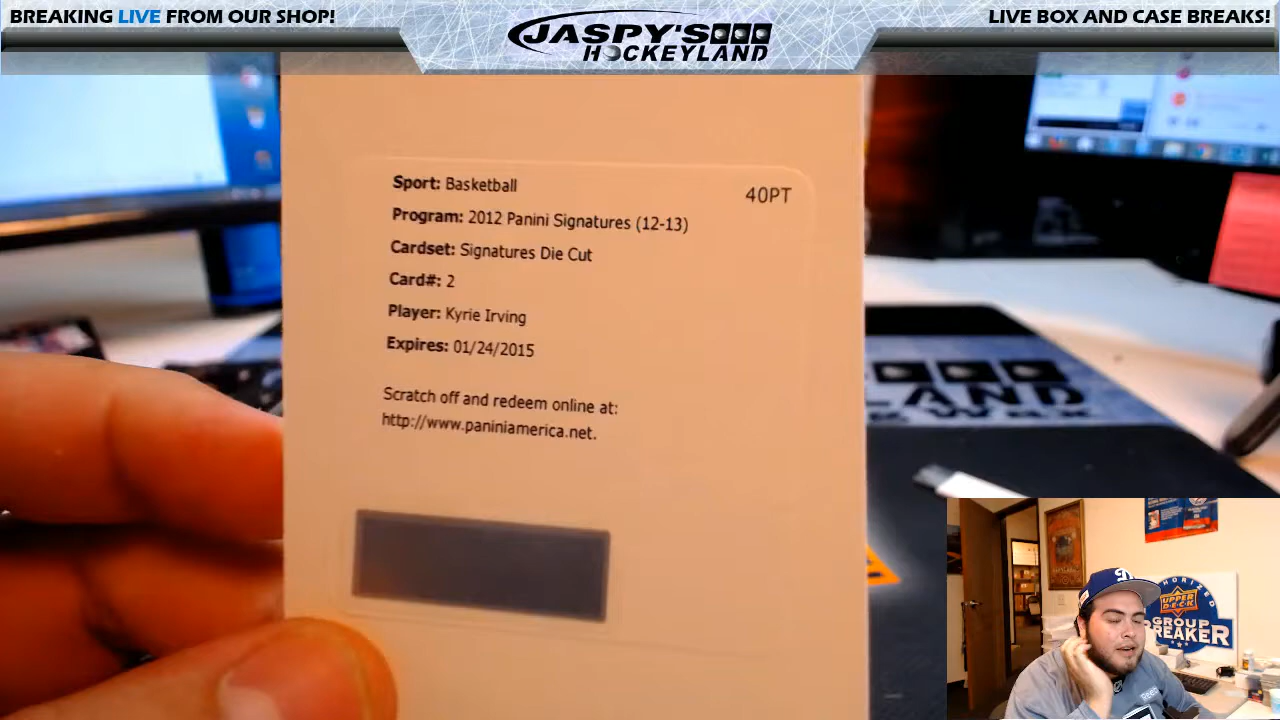 BREAKING LIVE FROM OUR SHOP!
JASPY'S
HOCKEYLAND
LIVE BOX AND CASE BREAKS!
40PT
Sport: Basketball
Program: 2012 Panini Signatures (12-13)
Cardset: Signatures Die Cut
Card#: 2
Player: Kyrie Irving
Expires: 01/24/2015
Scratch off and redeem online at:
http://www.paniniamerica.net.
LAND
UPPER DECK
GROUP
BREAKER